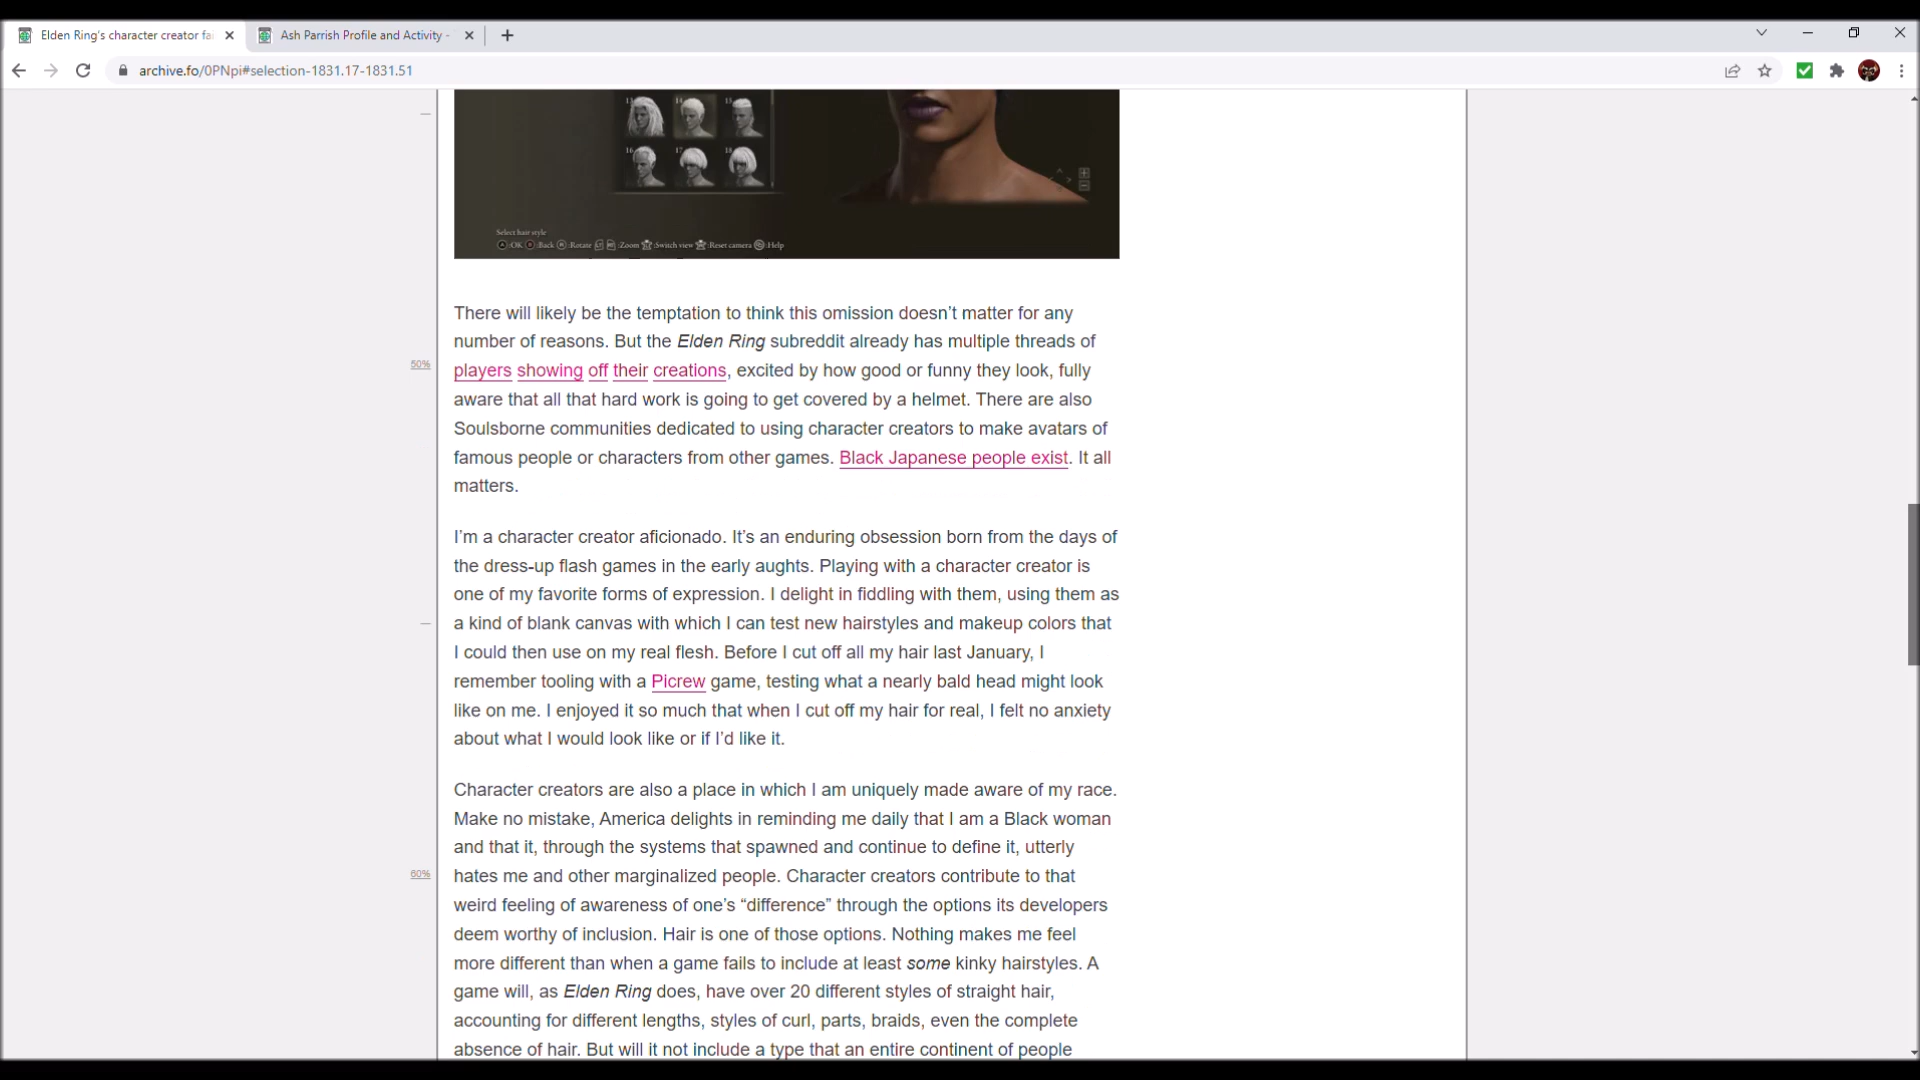 Elden Ring's character creator fai
Ash Parrish Profile and Activity -
archive.fo/0PNpi#selection-1831.17-1831.51
13 14 15
16 17 18
Select hair style
:OK :Back :Rotate :Zoom :Switch view :Reset camera :Help
There will likely be the temptation to think this omission doesn't matter for any
number of reasons. But the Elden Ring subreddit already has multiple threads of
50%
players showing off their creations, excited by how good or funny they look, fully
aware that all that hard work is going to get covered by a helmet. There are also
Soulsborne communities dedicated to using character creators to make avatars of
famous people or characters from other games. Black Japanese people exist. It all
matters.
I'm a character creator aficionado. It's an enduring obsession born from the days of
the dress-up flash games in the early aughts. Playing with a character creator is
one of my favorite forms of expression. I delight in fiddling with them, using them as
a kind of blank canvas with which I can test new hairstyles and makeup colors that
I could then use on my real flesh. Before I cut off all my hair last January, I
remember tooling with a Picrew game, testing what a nearly bald head might look
like on me. I enjoyed it so much that when I cut off my hair for real, I felt no anxiety
about what I would look like or if I'd like it.
Character creators are also a place in which I am uniquely made aware of my race.
Make no mistake, America delights in reminding me daily that I am a Black woman
and that it, through the systems that spawned and continue to define it, utterly
60%
hates me and other marginalized people. Character creators contribute to that
weird feeling of awareness of one's "difference" through the options its developers
deem worthy of inclusion. Hair is one of those options. Nothing makes me feel
more different than when a game fails to include at least some kinky hairstyles. A
game will, as Elden Ring does, have over 20 different styles of straight hair,
accounting for different lengths, styles of curl, parts, braids, even the complete
absence of hair. But will it not include a type that an entire continent of people